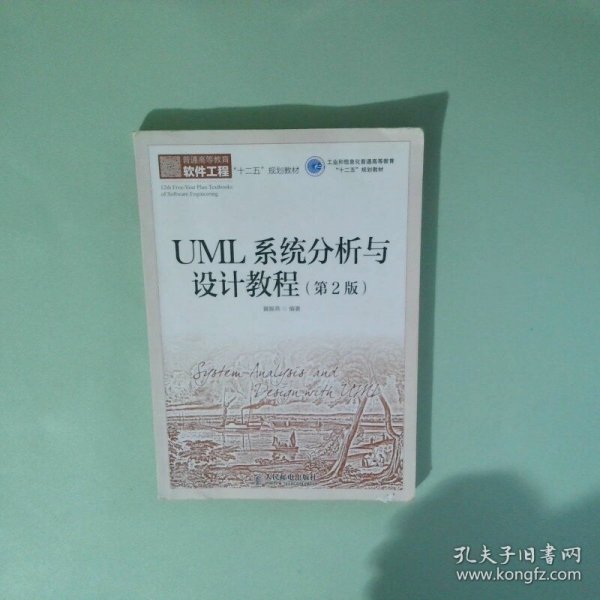 普通高等教育
软件工程
"十二五"规划教材
12th Five-Year Plan Textbooks
of Software Engineering
工业和信息化普通高等教育
"十二五"规划教材
UML 系统分析与
设计教程（第2版）
冀振燕 编著
System Analysis and
Design with UML
人民邮电出版社
孔夫子旧书网
www.kongfz.com